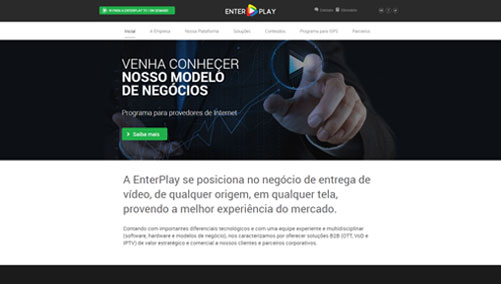 ENTER PLAY
Contato
Inicial A Empresa Nossa Plataforma Soluções Conteúdos Programa para ISPS Parceiros
VENHA CONHEÇER
NOSSO MODELO
DE NEGÓCIOS
Programa para provedores de Internet
Saiba mais
A EnterPlay se posiciona no negócio de entrega de
vídeo, de qualquer origem, em qualquer tela,
provendo a melhor experiência do mercado.
Contando com importantes diferenciais tecnológicos e com uma equipe experiente e multidisciplinar
(software, hardware e modelos de negócio), nos caracterizamos por oferecer soluções B2B (OTT, VoD e
IPTV) de valor estratégico e comercial a nossos clientes e parceiros corporativos.